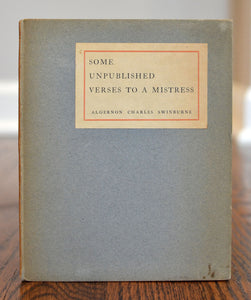 SOME
UNPUBLISHED
VERSES TO A MISTRESS
ALGERNON CHARLES SWINBURNE